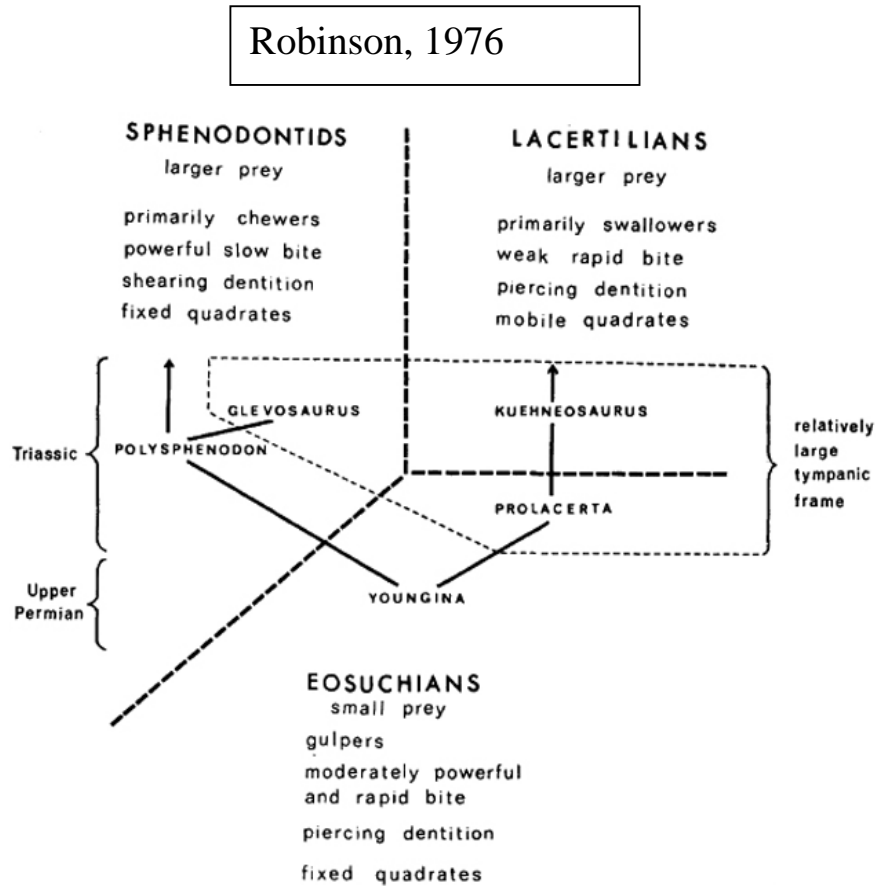 Robinson, 1976
SPHENODONTIDS
larger prey
primarily chewers
powerful slow bite
shearing dentition
fixed quadrates
LACERTILIANS
larger prey
primarily swallowers
weak rapid bite
piercing dentition
mobile quadrates
Triassic
GLEVOSAURUS
POLYSPHENODON
KUEHNEOSAURUS
PROLACERTA
relatively
large
tympanic
frame
Upper
Permian
YOUNGINA
EOSUCHIANS
small prey
gulpers
moderately powerful
and rapid bite
piercing dentition
fixed quadrates